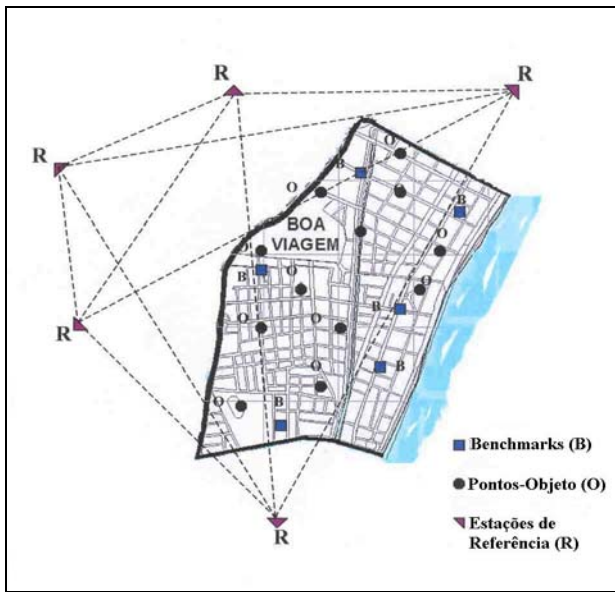 R
R
O
R
B
O
B
BOA
O
VIAGEM
O
O
B
O
B
O
O
R
B
O
O
B
Benchmarks (B)
Pontos-Objeto (O)
Estações de
Referência (R)
R